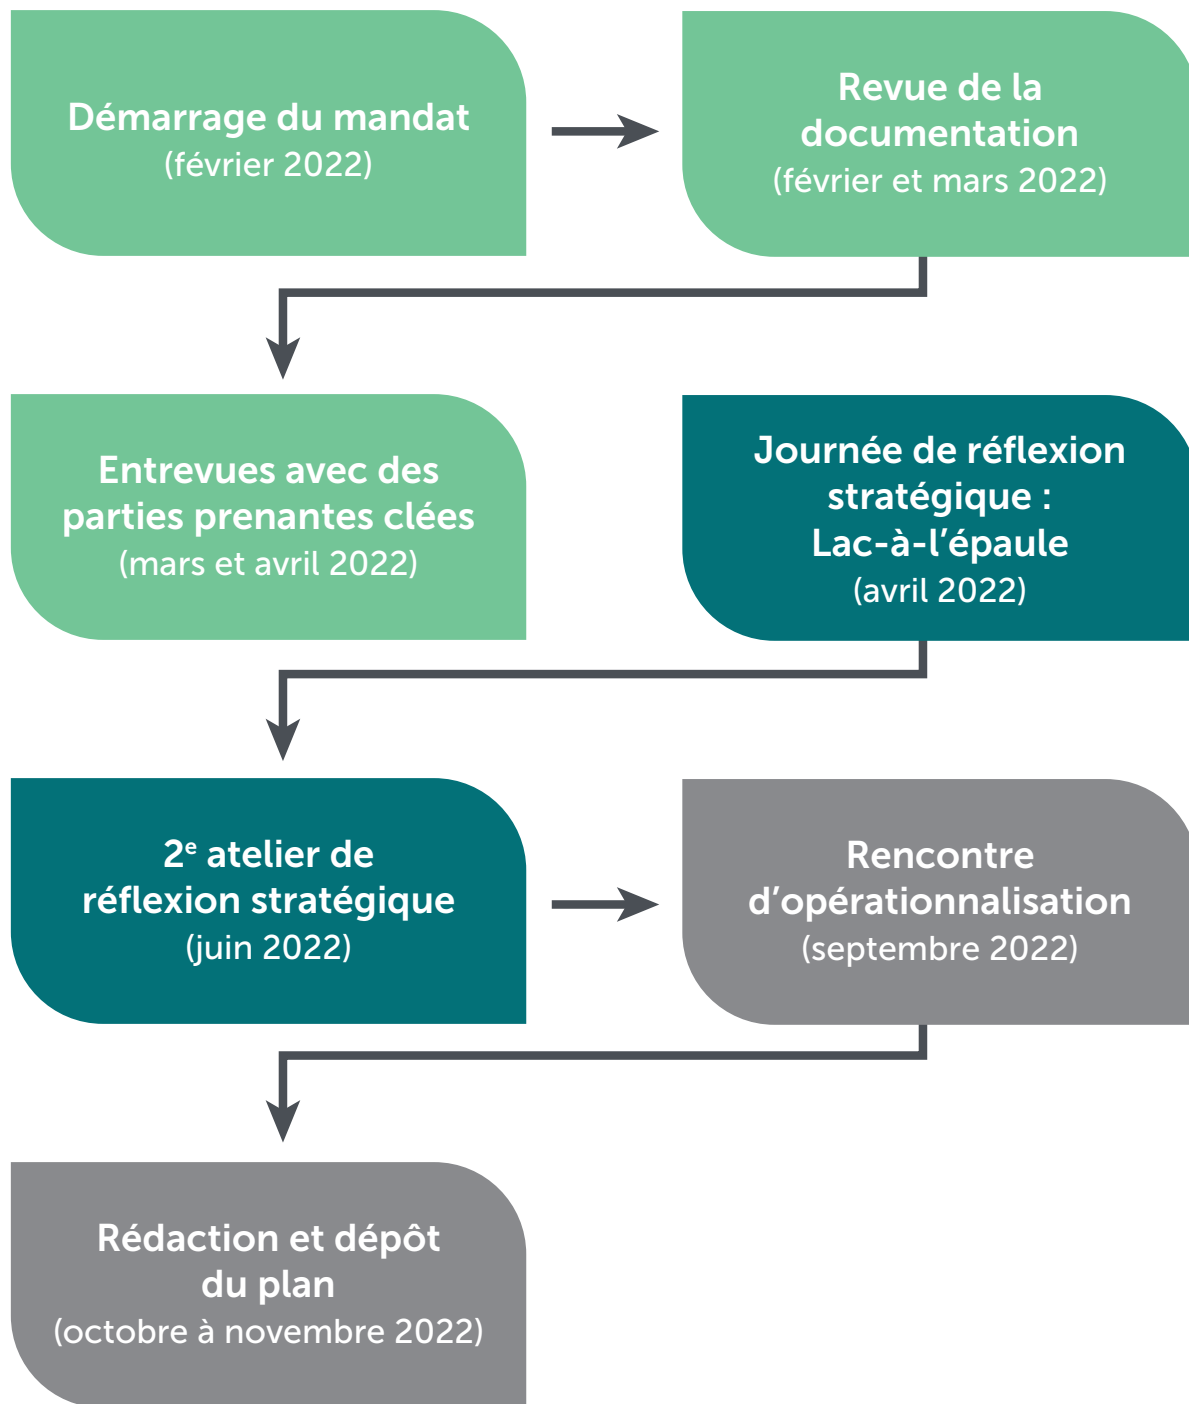 Démarrage du mandat
(février 2022)
Revue de la
documentation
(février et mars 2022)
Entrevues avec des
parties prenantes clées
(mars et avril 2022)
Journée de réflexion
stratégique :
Lac-à-l’épaule
(avril 2022)
2e atelier de
réflexion stratégique
(juin 2022)
Rencontre
d’opérationnalisation
(septembre 2022)
Rédaction et dépôt
du plan
(octobre à novembre 2022)